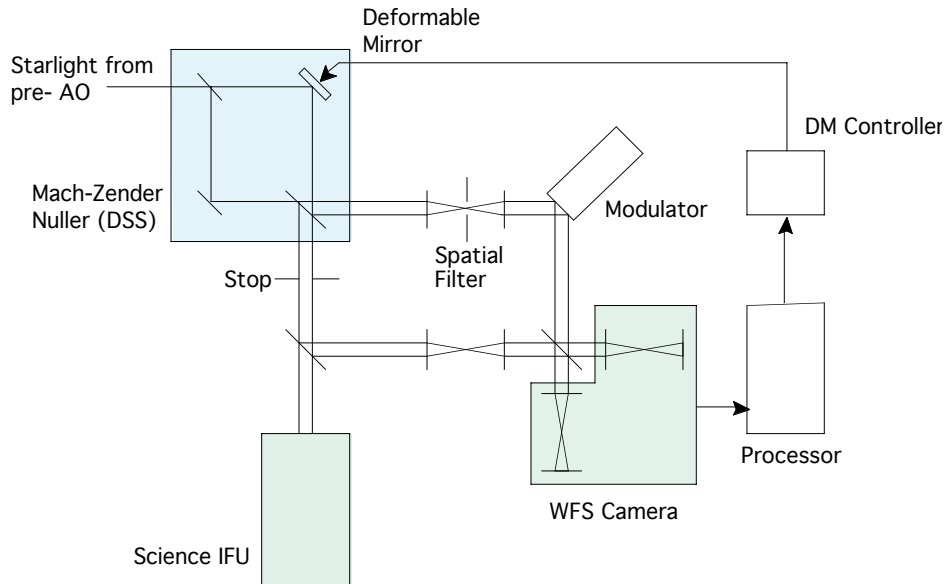 Deformable
Mirror
Starlight from
pre- AO
DM Controller
Mach-Zender
Nuller (DSS)
Modulator
Spatial
Filter
Stop
Processor
WFS Camera
Science IFU